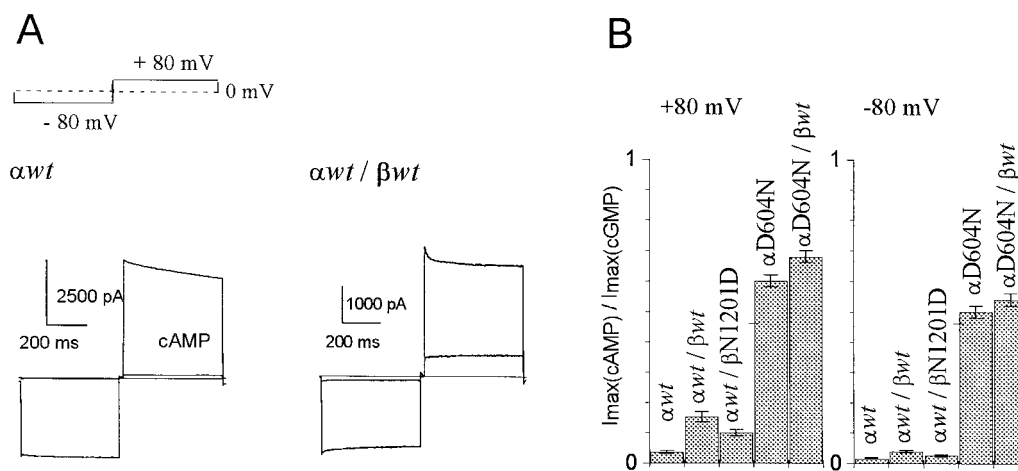 A
+ 80 mV
0 mV
- 80 mV
αwt
αwt / βwt
2500 pA
200 ms
cAMP
1000 pA
200 ms
B
+80 mV
-80 mV
Imax(cAMP) / Imax(cGMP)
1
0
αwt
αwt / βwt
αwt / βN1201D
αD604N
αD604N / βwt
1
0
αwt
αwt / βwt
αwt / βN1201D
αD604N
αD604N / βwt